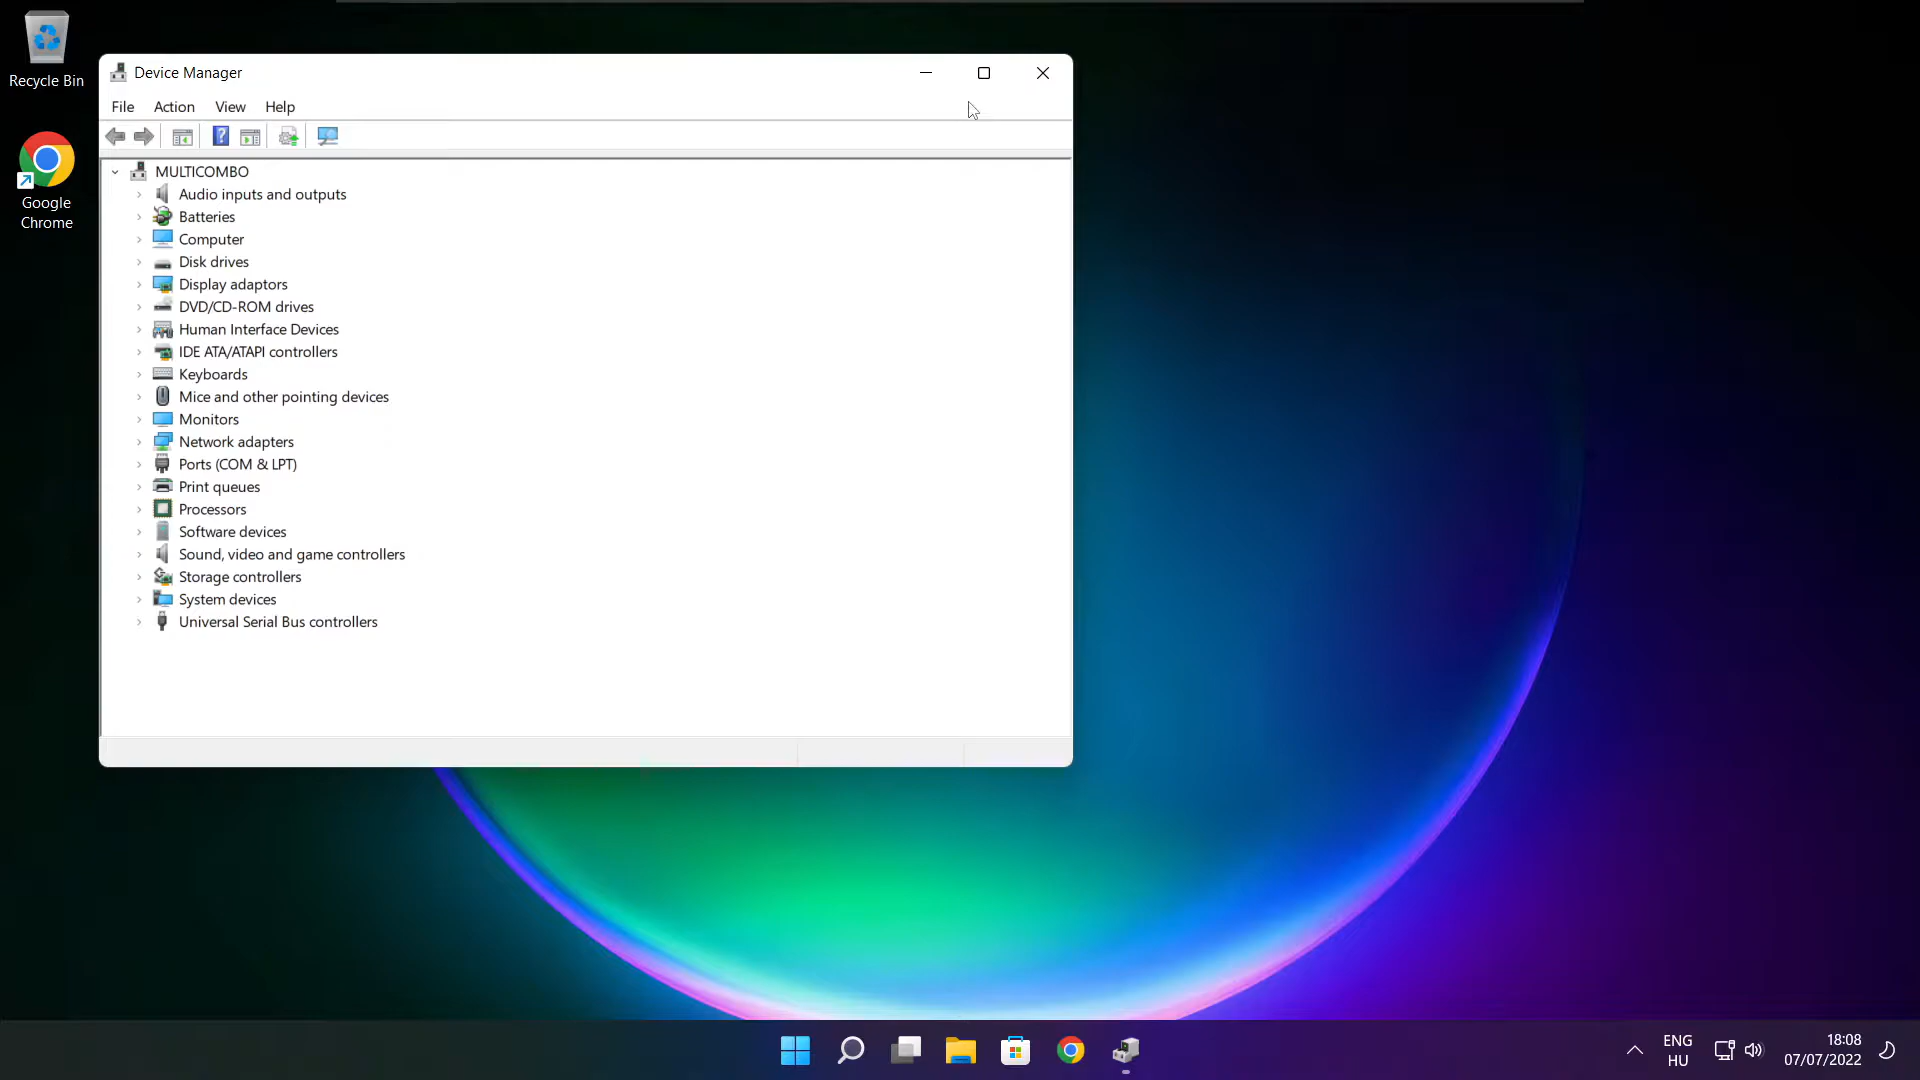 Recycle Bin
Google
Chrome
Device Manager
File Action View Help
MULTICOMBO
Audio inputs and outputs
Batteries
Computer
Disk drives
Display adaptors
DVD/CD-ROM drives
Human Interface Devices
IDE ATA/ATAPI controllers
Keyboards
Mice and other pointing devices
Monitors
Network adapters
Ports (COM & LPT)
Print queues
Processors
Software devices
Sound, video and game controllers
Storage controllers
System devices
Universal Serial Bus controllers
ENG
HU
18:08
07/07/2022